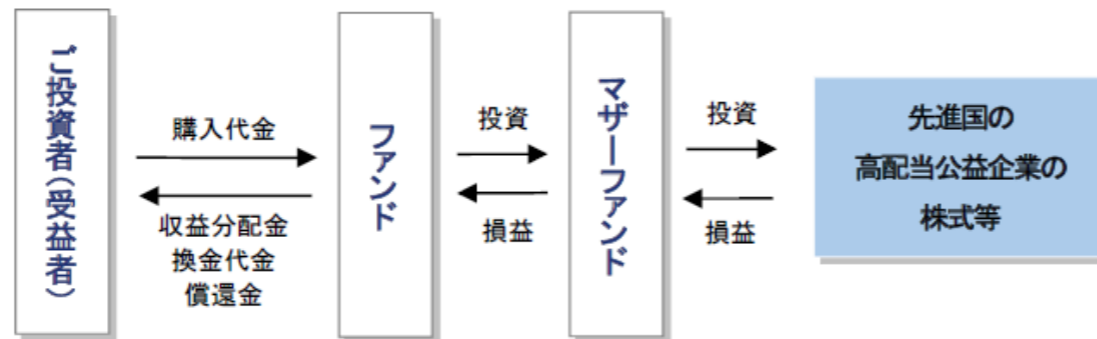 ご投資者（受益者）
購入代金
収益分配金
換金代金
償還金
ファンド
投資
損益
マザーファンド
投資
損益
先進国の
高配当公益企業の
株式等